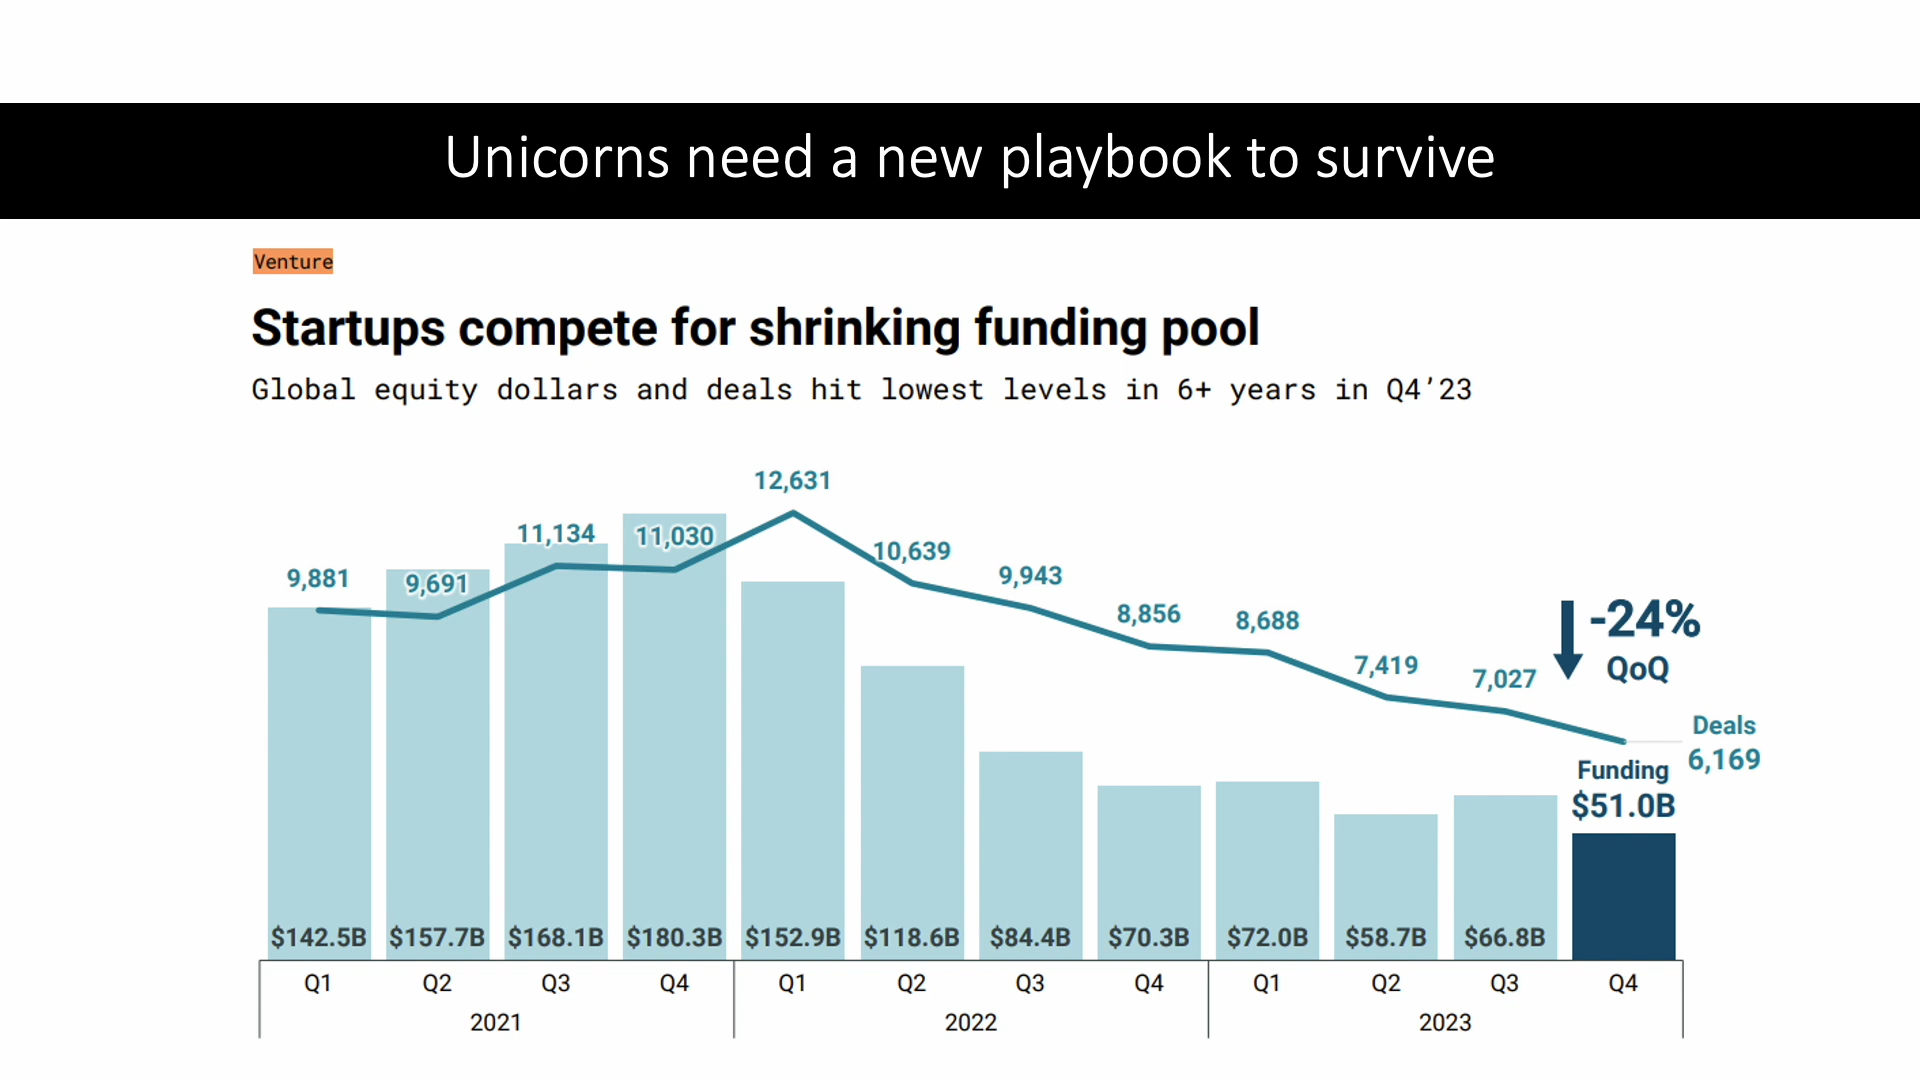 Unicorns need a new playbook to survive
Venture
Startups compete for shrinking funding pool
Global equity dollars and deals hit lowest levels in 6+ years in Q4’23
9,881
9,691
11,134
11,030
12,631
10,639
9,943
8,856
8,688
7,419
7,027
-24%
QoQ
Deals
6,169
Funding
$51.0B
$142.5B $157.7B $168.1B $180.3B $152.9B $118.6B $84.4B $70.3B $72.0B $58.7B $66.8B
Q1 Q2 Q3 Q4 Q1 Q2 Q3 Q4 Q1 Q2 Q3 Q4
2021 2022 2023